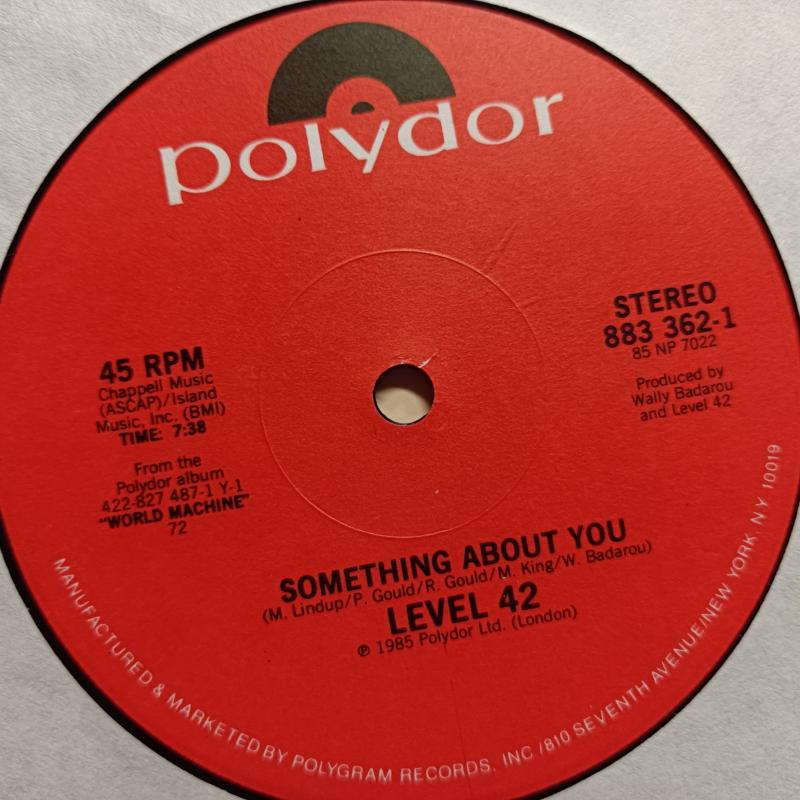 polydor
45 RPM
Chappell Music
(ASCAP)/Island
Music, Inc. (BMI)
TIME: 7:38
From the
Polydor album
422-827 487-1 Y-1
"WORLD MACHINE"
72
STEREO
883 362-1
85 NP 7022
Produced by
Wally Badarou
and Level 42
SOMETHING ABOUT YOU
(M. Lindup/P. Gould/R. Gould/M. King/W. Badarou)
LEVEL 42
℗ 1985 Polydor Ltd. (London)
MANUFACTURED & MARKETED BY POLYGRAM RECORDS, INC./810 SEVENTH AVENUE/NEW YORK, NY 10019